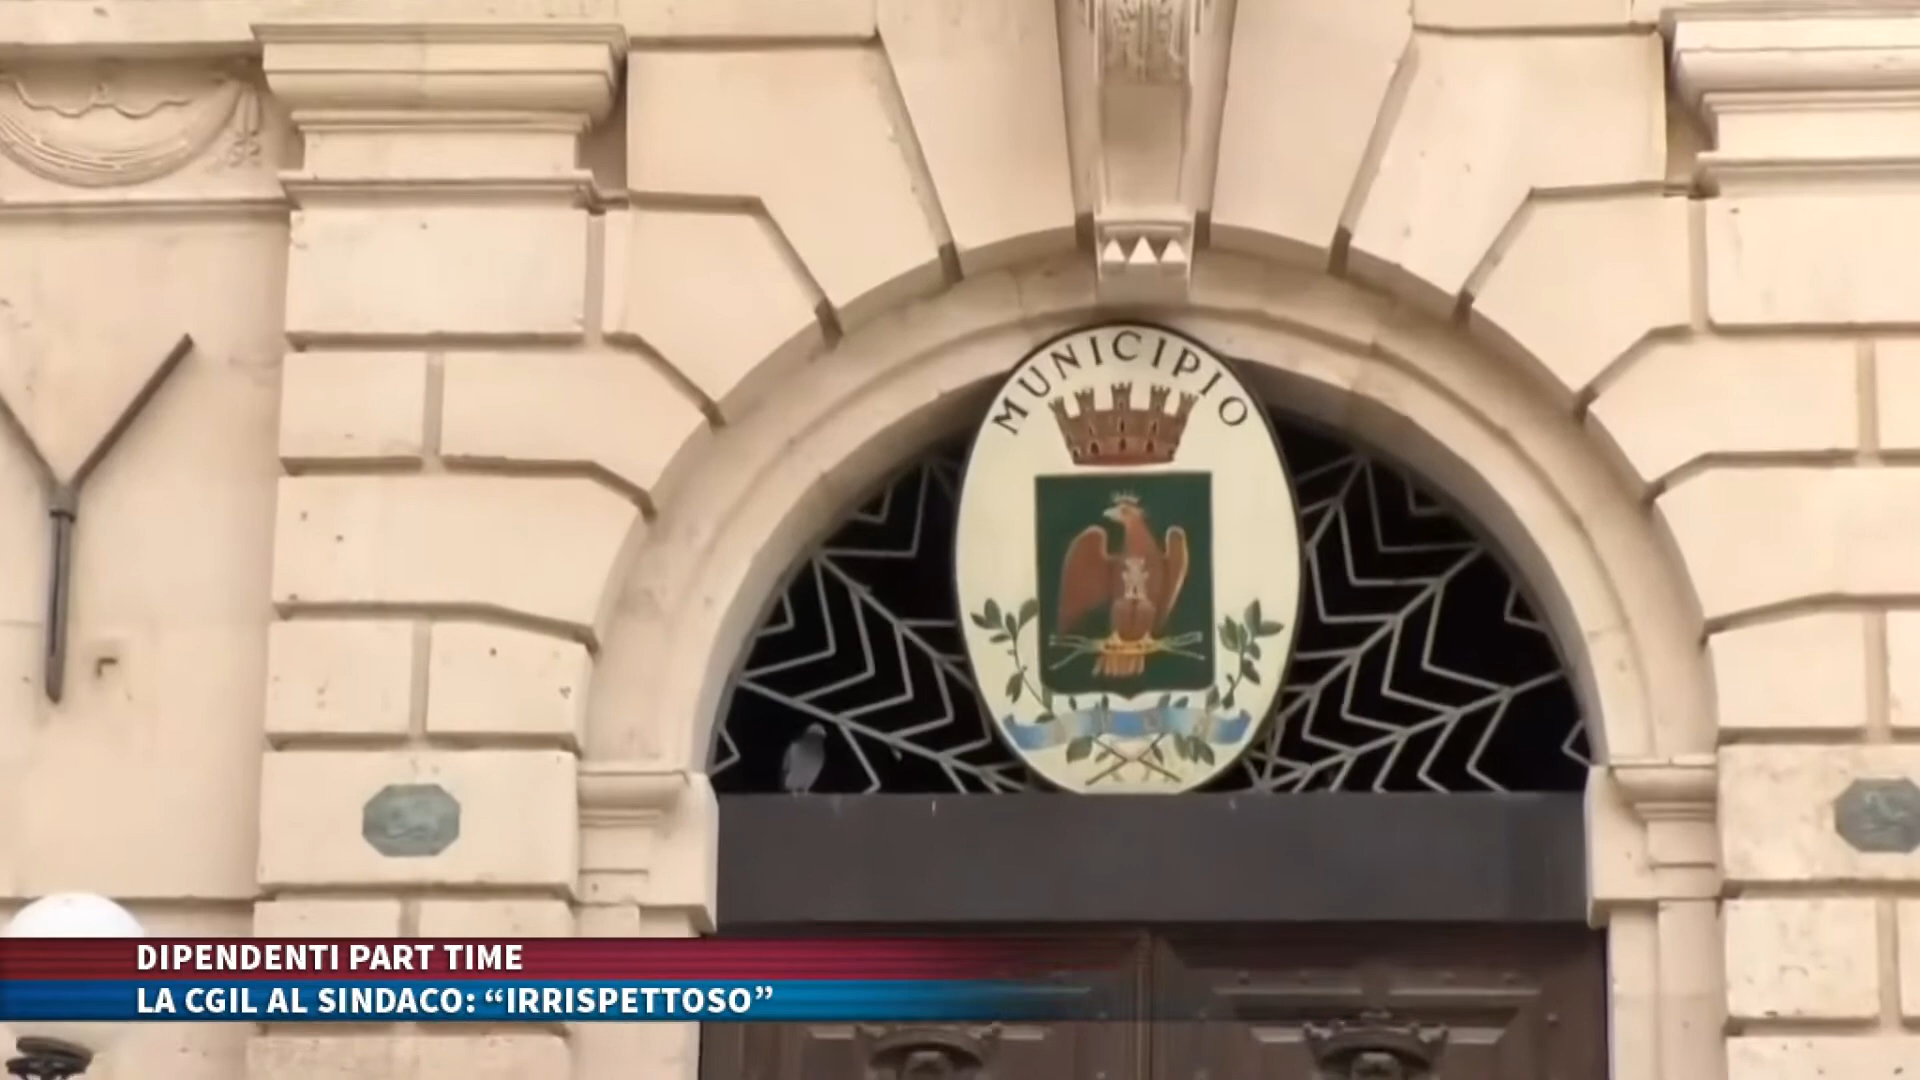 MUNICIPIO
DIPENDENTI PART TIME
LA CGIL AL SINDACO: “IRRISPETTOSO”